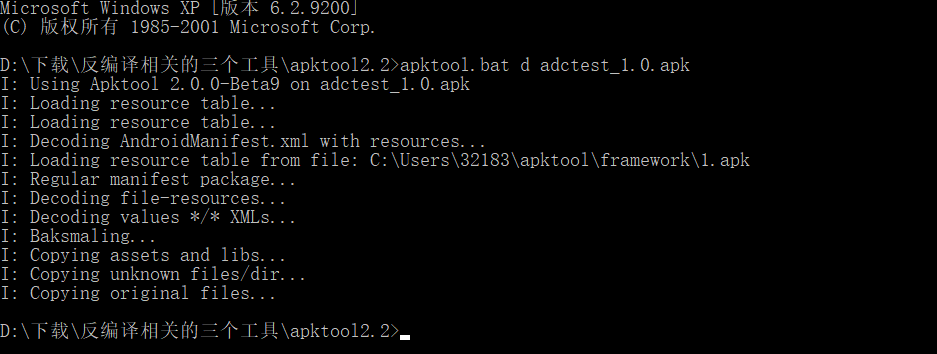 Microsoft Windows XP [版本 6.2.9200]
(C) 版权所有 1985-2001 Microsoft Corp.
D:\下载\反编译相关的三个工具\apktool2.2>apktool.bat d adctest_1.0.apk
I: Using Apktool 2.0.0-Beta9 on adctest_1.0.apk
I: Loading resource table...
I: Loading resource table...
I: Decoding AndroidManifest.xml with resources...
I: Loading resource table from file: C:\Users\32183\apktool\framework\1.apk
I: Regular manifest package...
I: Decoding file-resources...
I: Decoding values */* XMLs...
I: Baksmaling...
I: Copying assets and libs...
I: Copying unknown files/dir...
I: Copying original files...
D:\下载\反编译相关的三个工具\apktool2.2>